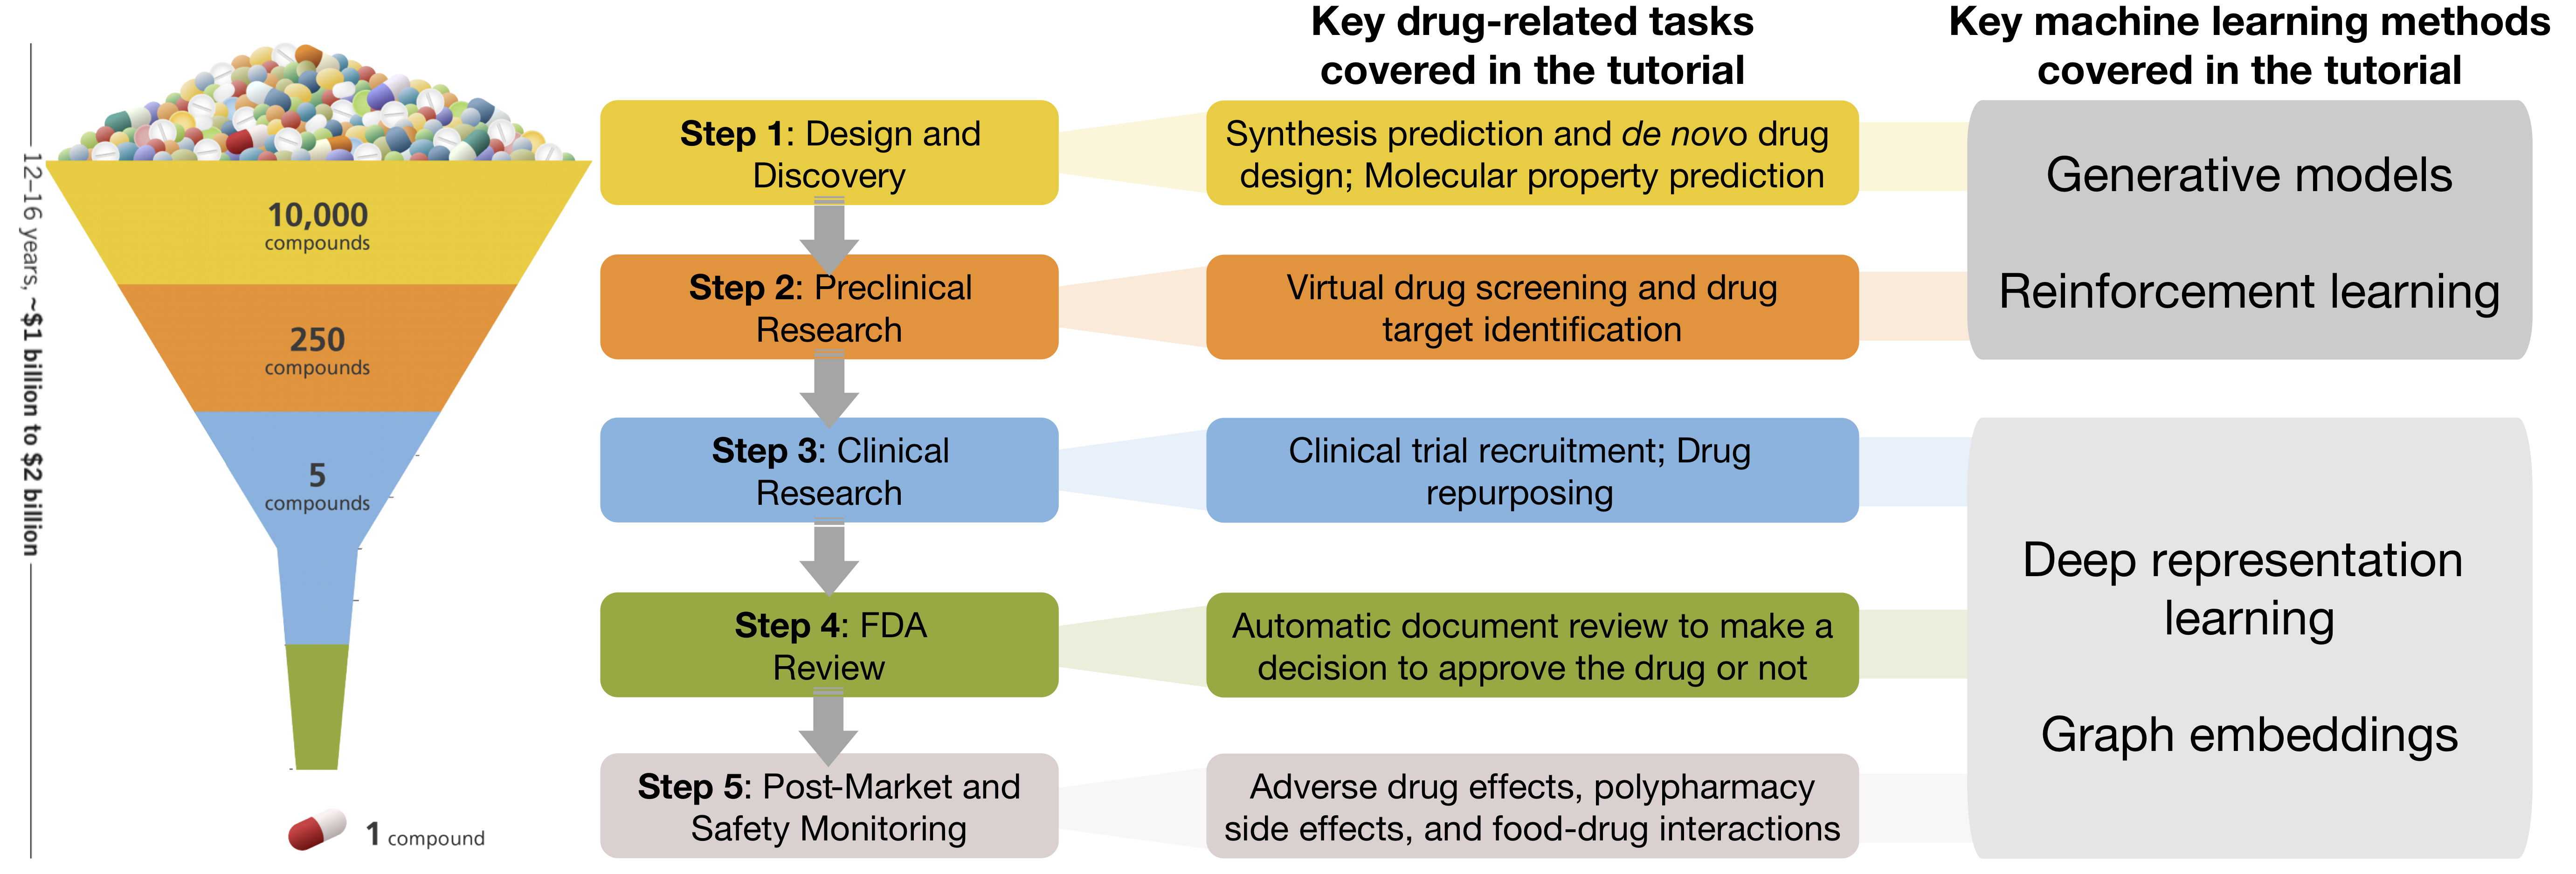 12–16 years, ~$1 billion to $2 billion
10,000
compounds
250
compounds
5
compounds
1 compound
Step 1: Design and
Discovery
Step 2: Preclinical
Research
Step 3: Clinical
Research
Step 4: FDA
Review
Step 5: Post-Market and
Safety Monitoring
Key drug-related tasks
covered in the tutorial
Synthesis prediction and de novo drug
design; Molecular property prediction
Virtual drug screening and drug
target identification
Clinical trial recruitment; Drug
repurposing
Automatic document review to make a
decision to approve the drug or not
Adverse drug effects, polypharmacy
side effects, and food-drug interactions
Key machine learning methods
covered in the tutorial
Generative models
Reinforcement learning
Deep representation
learning
Graph embeddings